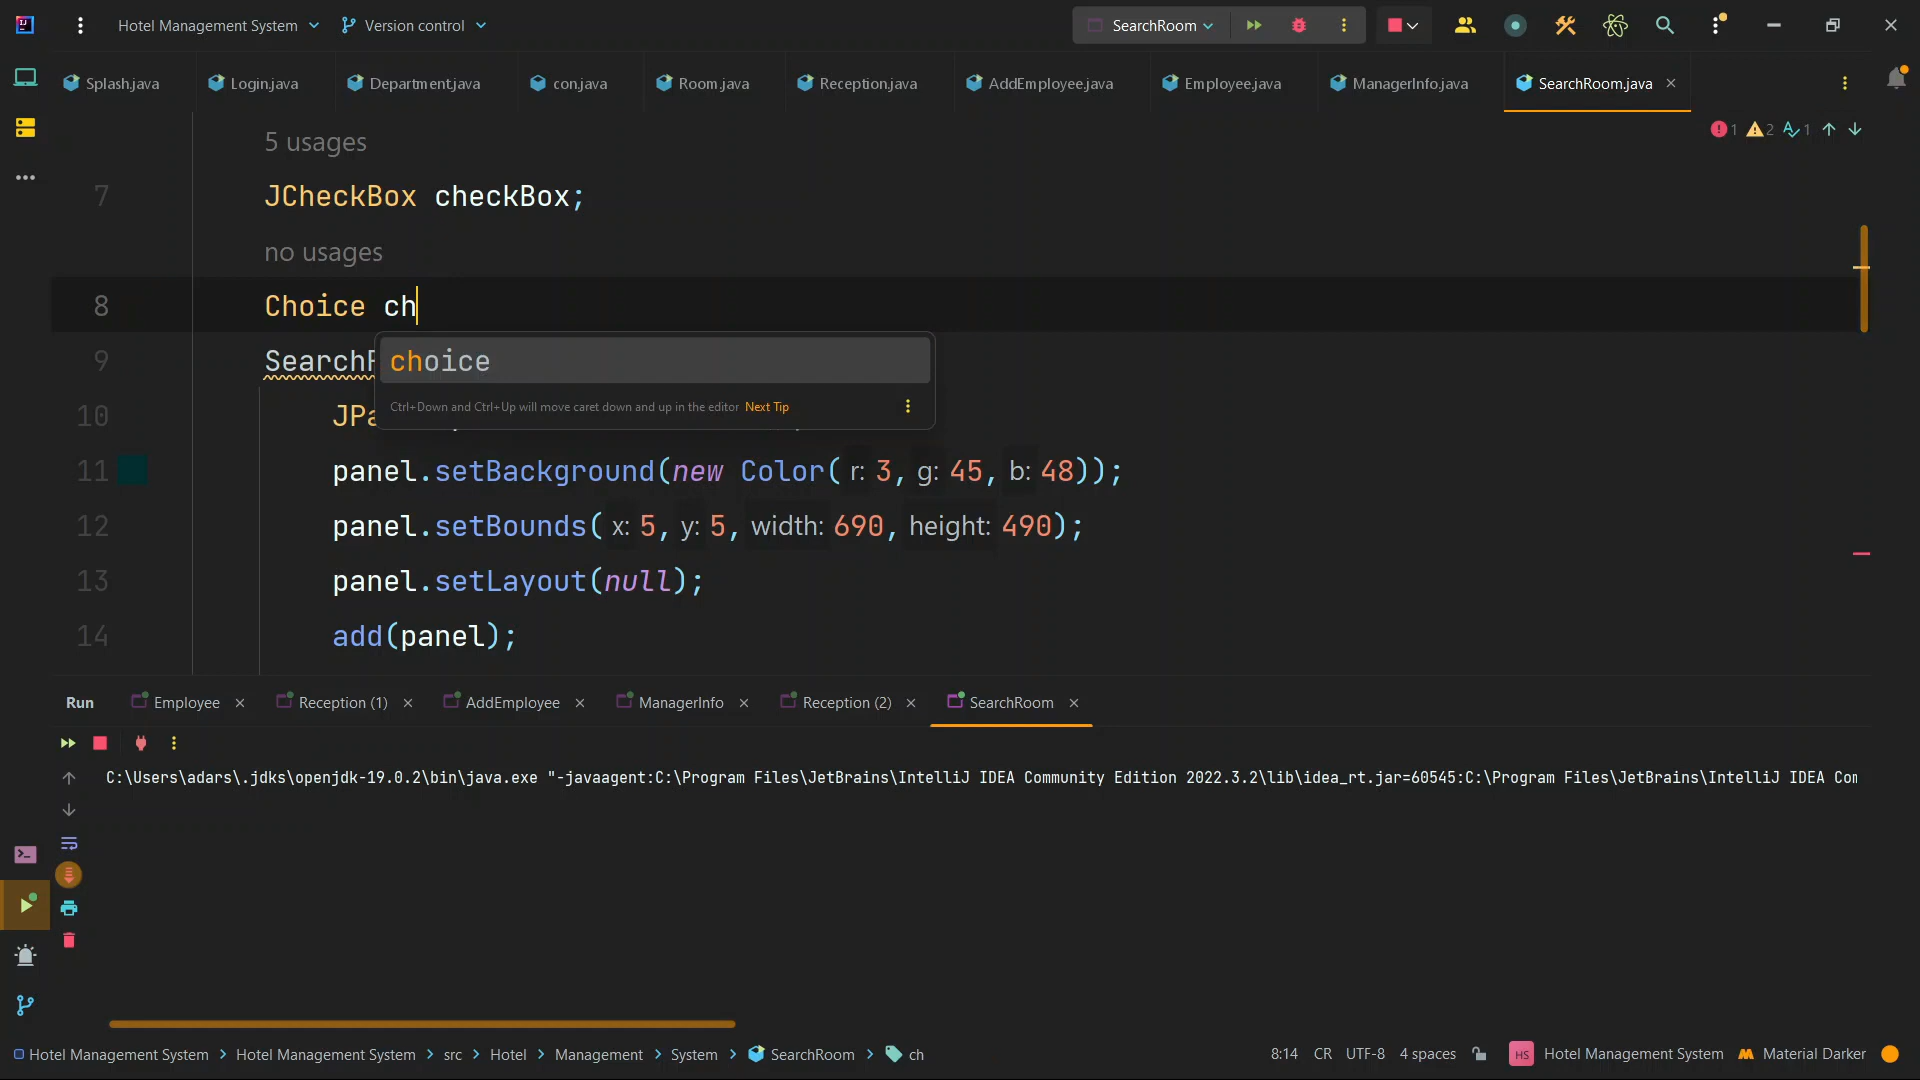 Hotel Management System Version control SearchRoom
Splash.java Login.java Department.java con.java Room.java Reception.java AddEmployee.java Employee.java ManagerInfo.java SearchRoom.java
1 2 1
5 usages
7 JCheckBox checkBox;
no usages
8 Choice ch
9 SearchR
choice
Ctrl+Down and Ctrl+Up will move caret down and up in the editor Next Tip
10 JPa
11 panel.setBackground(new Color( r: 3, g: 45, b: 48));
12 panel.setBounds( x: 5, y: 5, width: 690, height: 490);
13 panel.setLayout(null);
14 add(panel);
Run Employee Reception (1) AddEmployee ManagerInfo Reception (2) SearchRoom
C:\Users\adars\.jdks\openjdk-19.0.2\bin\java.exe "-javaagent:C:\Program Files\JetBrains\IntelliJ IDEA Community Edition 2022.3.2\lib\idea_rt.jar=60545:C:\Program Files\JetBrains\IntelliJ IDEA Com
Hotel Management System > Hotel Management System > src > Hotel > Management > System > SearchRoom > ch 8:14 CR UTF-8 4 spaces HS Hotel Management System Material Darker